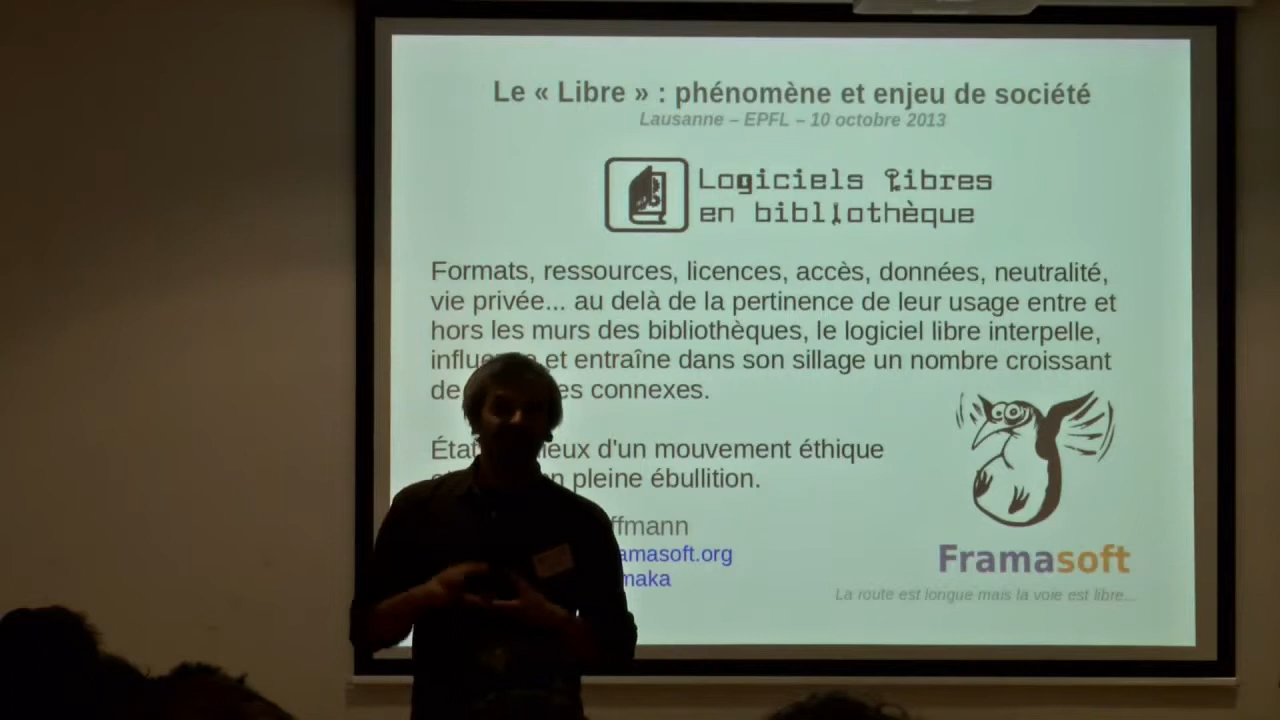 Le « Libre » : phénomène et enjeu de société
Lausanne – EPFL – 10 octobre 2013
Logiciels Libres
en bibliothèque
Formats, ressources, licences, accès, données, neutralité,
vie privée... au delà de la pertinence de leur usage entre et
hors les murs des bibliothèques, le logiciel libre interpelle,
et entraîne dans son sillage un nombre croissant
connexes.
d'un mouvement éthique
pleine ébullition.
ffmann
amasoft.org
maka
Framasoft
La route est longue mais la voie est libre...